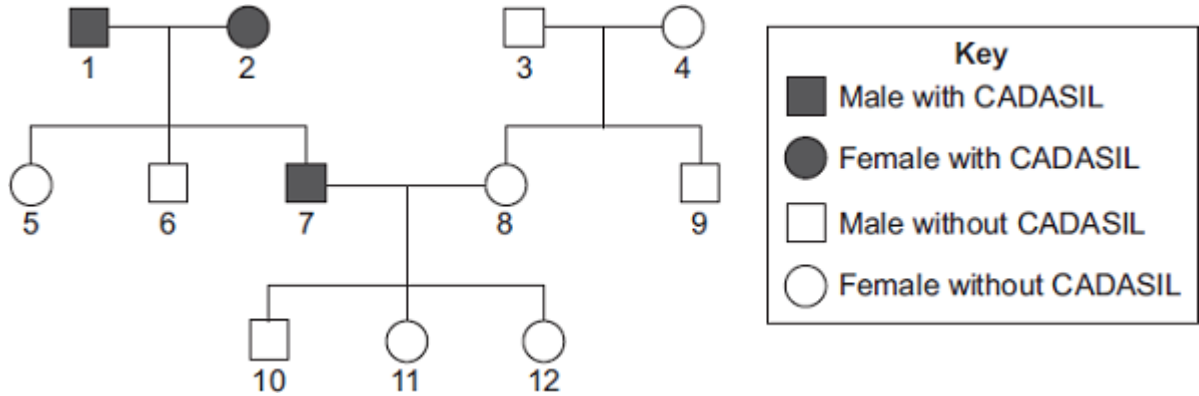 1 2 3 4
5 6 7 8 9
10 11 12
Key
Male with CADASIL
Female with CADASIL
Male without CADASIL
Female without CADASIL